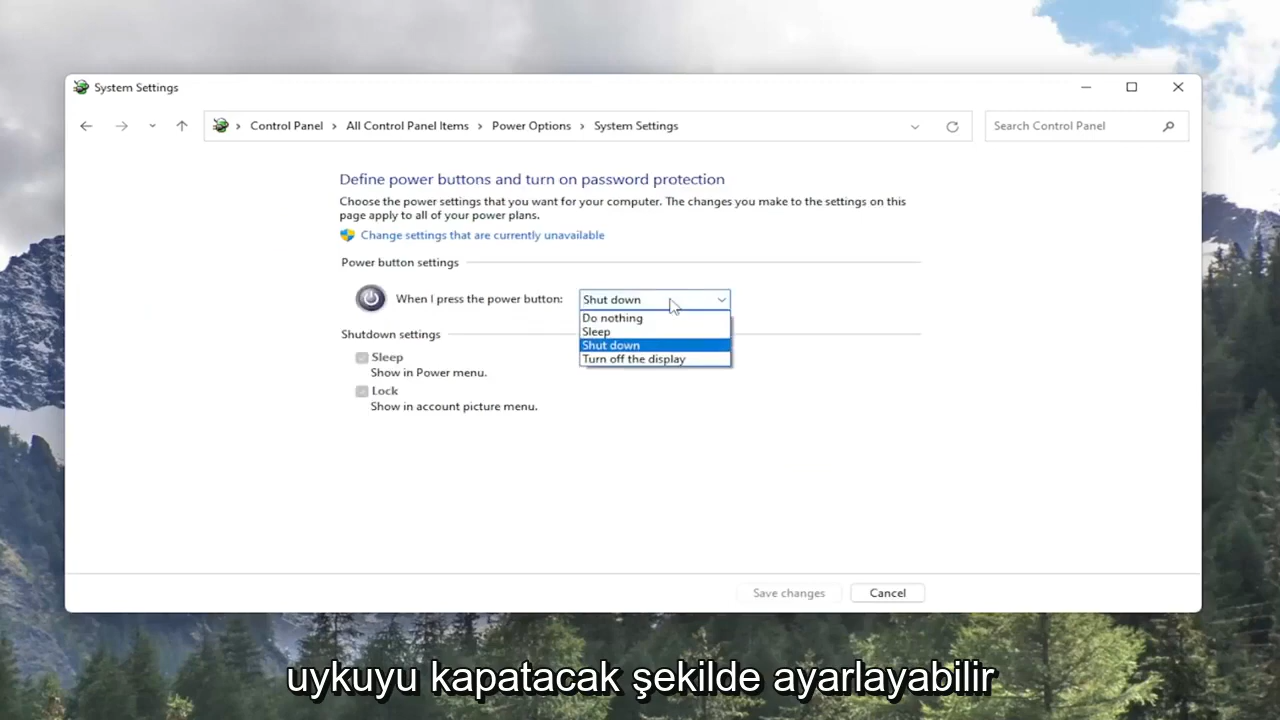 System Settings
Control Panel > All Control Panel Items > Power Options > System Settings
Search Control Panel
Define power buttons and turn on password protection
Choose the power settings that you want for your computer. The changes you make to the settings on this
page apply to all of your power plans.
Change settings that are currently unavailable
Power button settings
When I press the power button: Shut down
Do nothing
Sleep
Shut down
Turn off the display
Shutdown settings
Sleep
Show in Power menu.
Lock
Show in account picture menu.
Save changes Cancel
uykuyu kapatacak şekilde ayarlayabilir